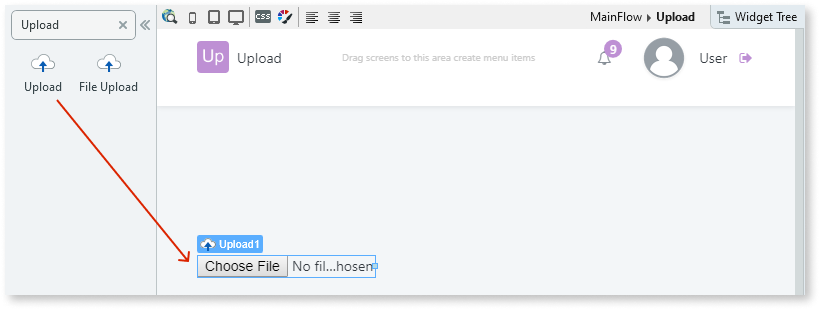 Upload
Upload
File Upload
css
MainFlow Upload
Widget Tree
Up Upload
Drag screens to this area create menu items
9
User
Upload1
Choose File No fil...hosen